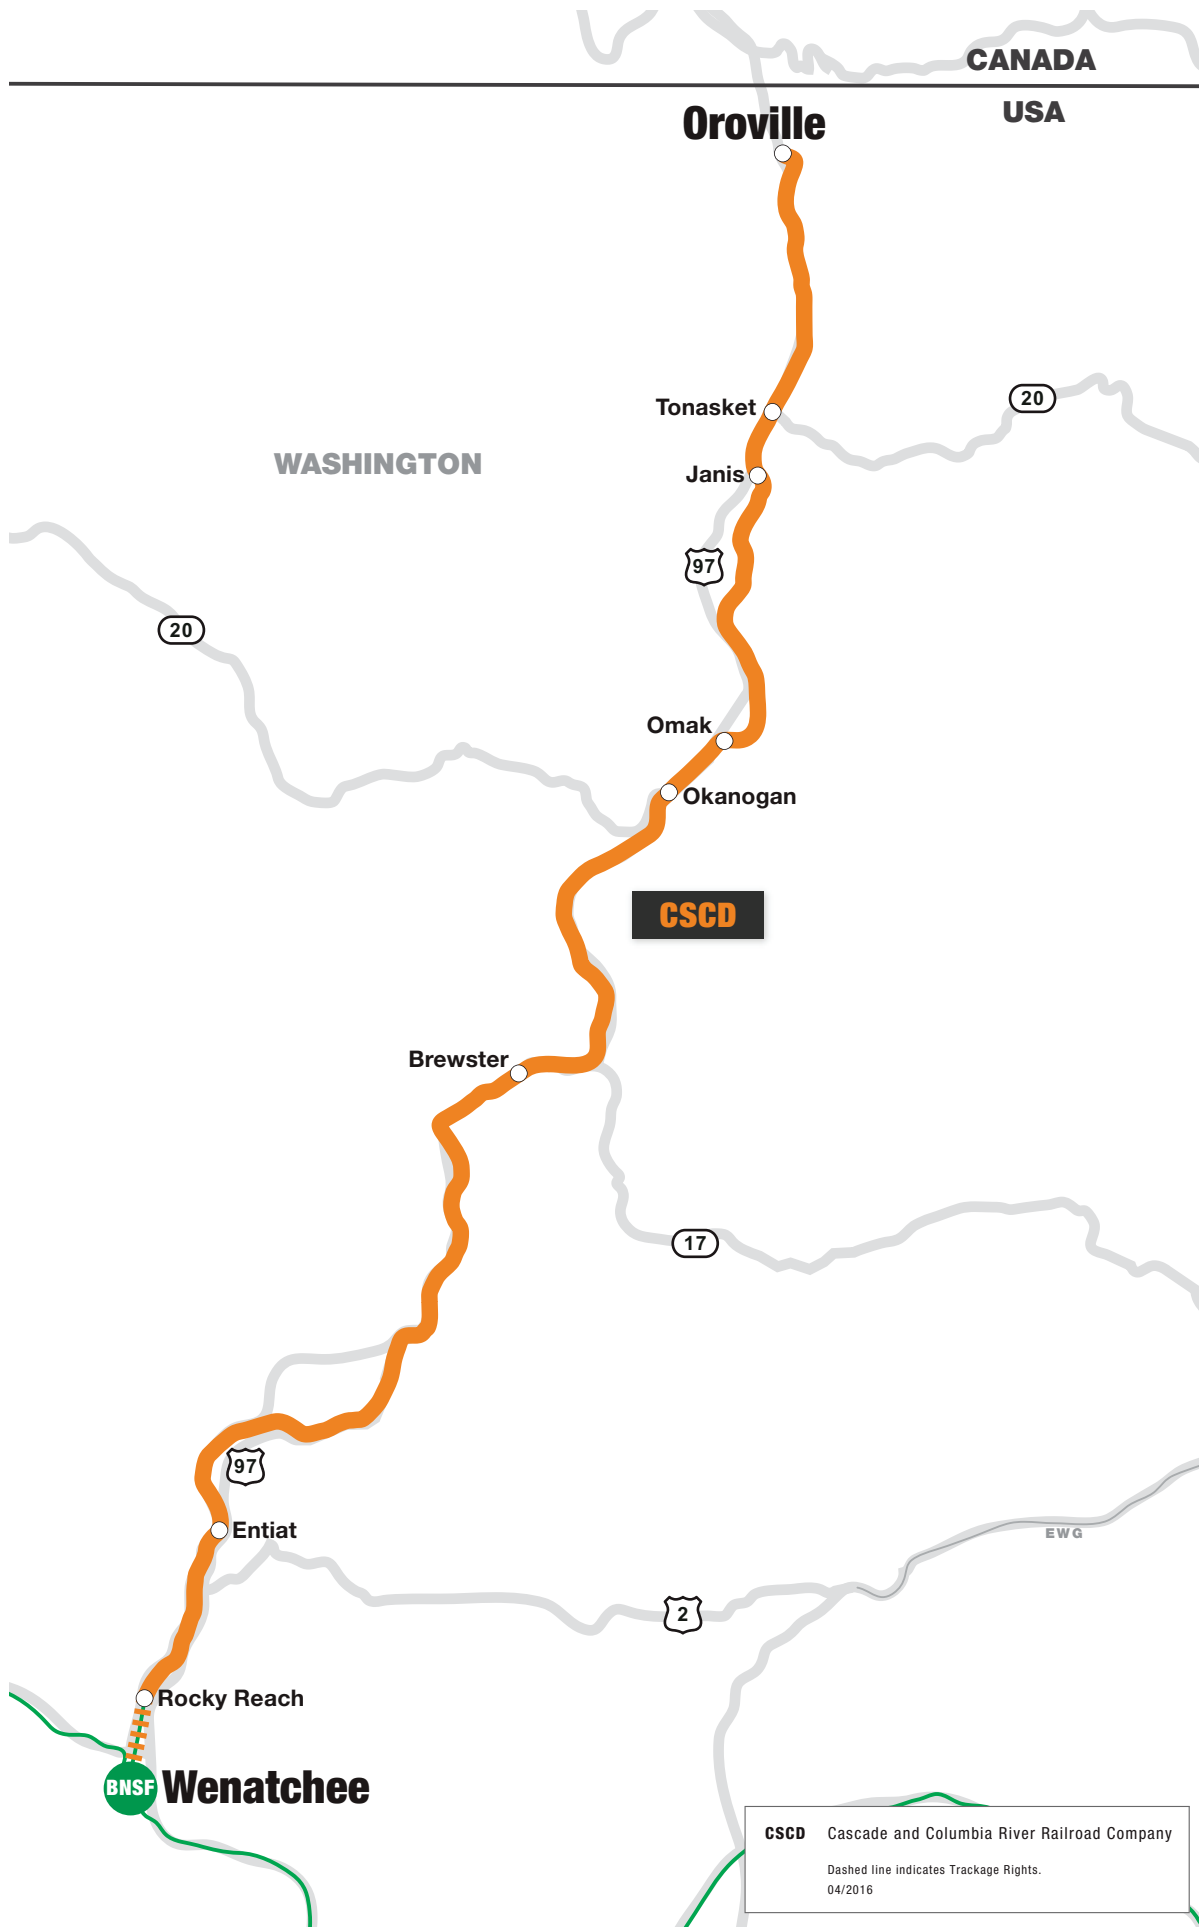 CANADA
USA
Oroville
20
Tonasket
WASHINGTON
Janis
97
20
Omak
Okanogan
CSCD
Brewster
17
97
Entiat
EWG
2
Rocky Reach
BNSF
Wenatchee
CSCD Cascade and Columbia River Railroad Company
Dashed line indicates Trackage Rights.
04/2016